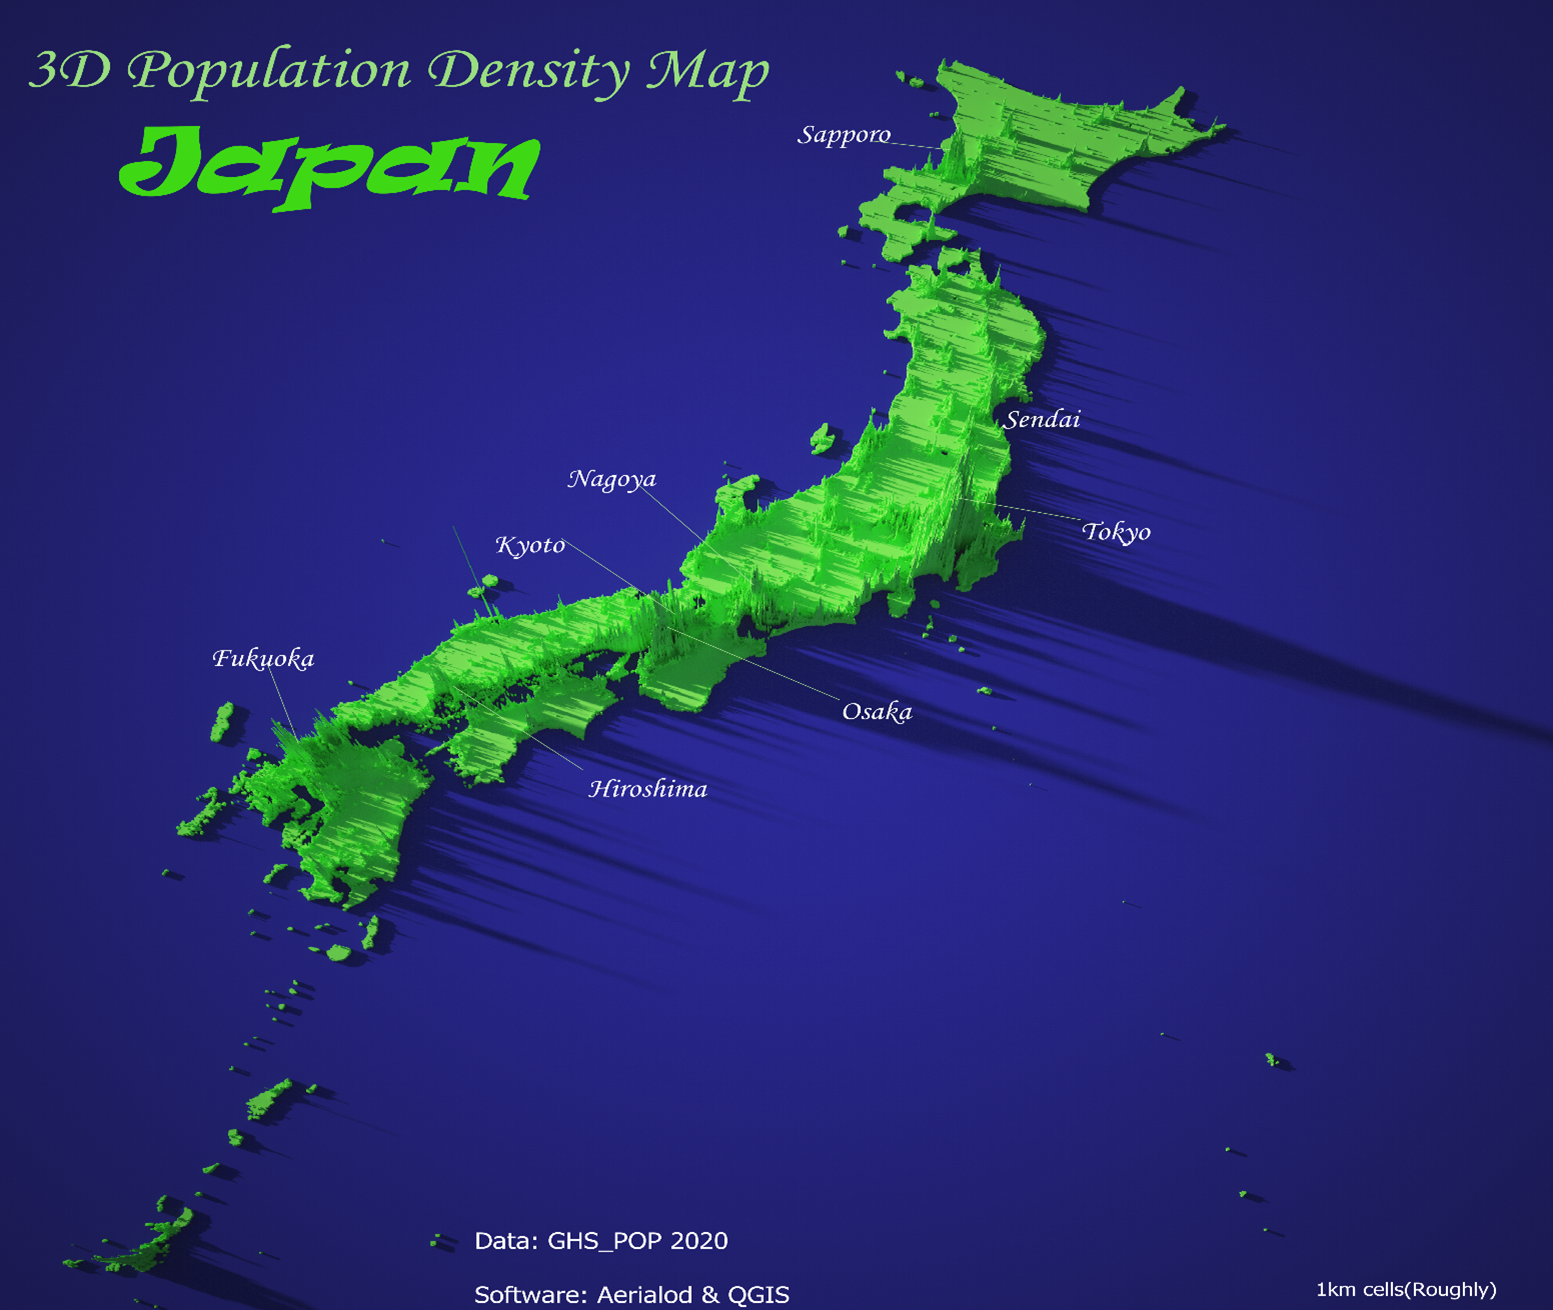 3D Population Density Map
Japan
Sapporo
Sendai
Nagoya
Tokyo
Kyoto
Fukuoka
Osaka
Hiroshima
Data: GHS_POP 2020
Software: Aerialod & QGIS
1km cells(Roughly)